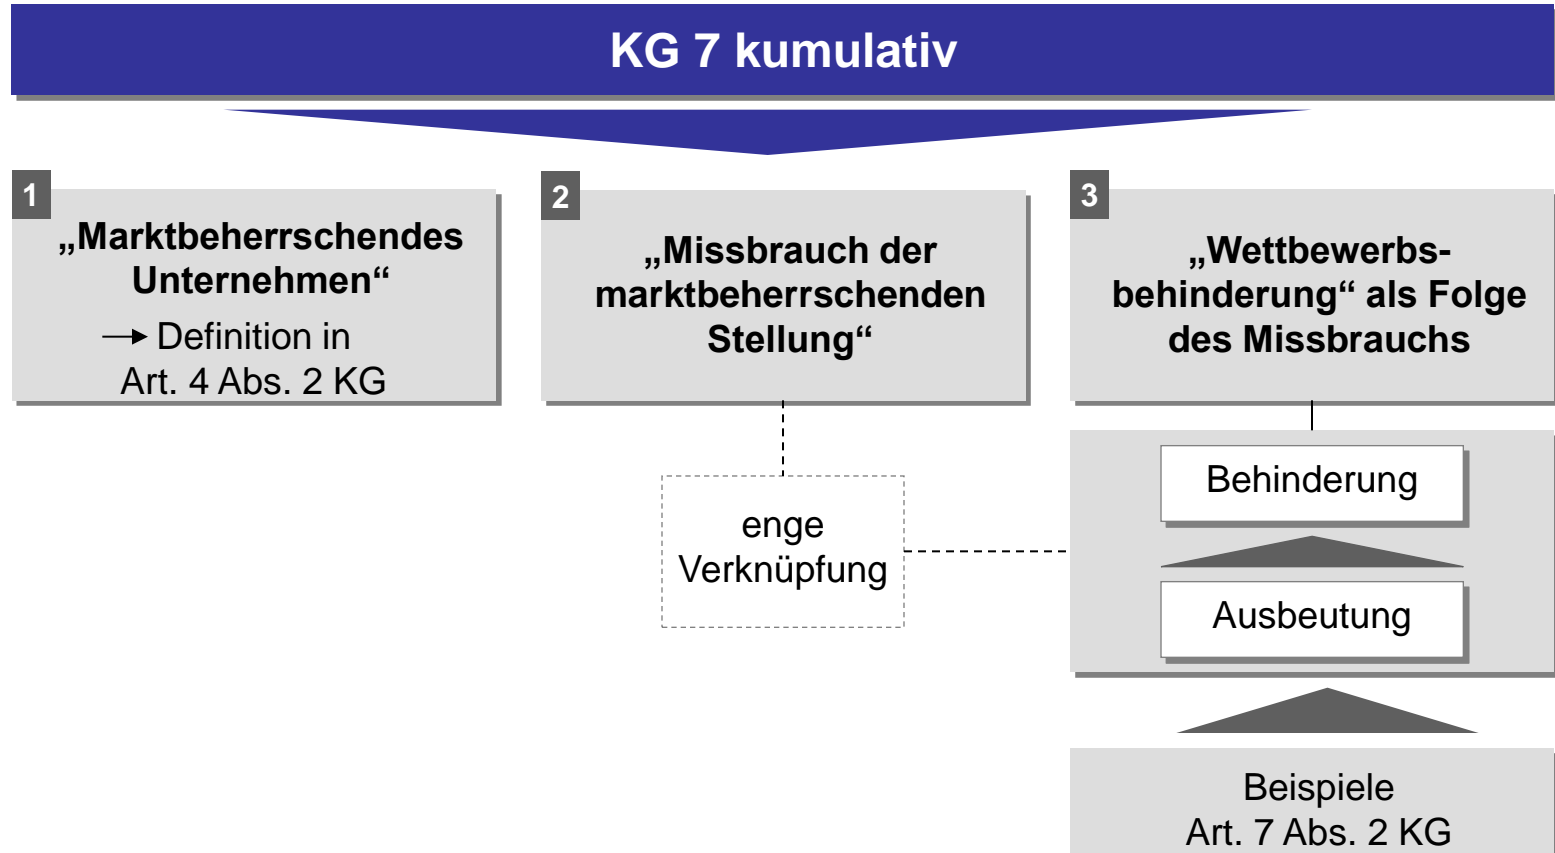 KG 7 kumulativ
1
„Marktbeherrschendes
Unternehmen“
Definition in
Art. 4 Abs. 2 KG
2
„Missbrauch der
marktbeherrschenden
Stellung“
3
„Wettbewerbs-
behinderung“ als Folge
des Missbrauchs
enge
Verknüpfung
Behinderung
Ausbeutung
Beispiele
Art. 7 Abs. 2 KG